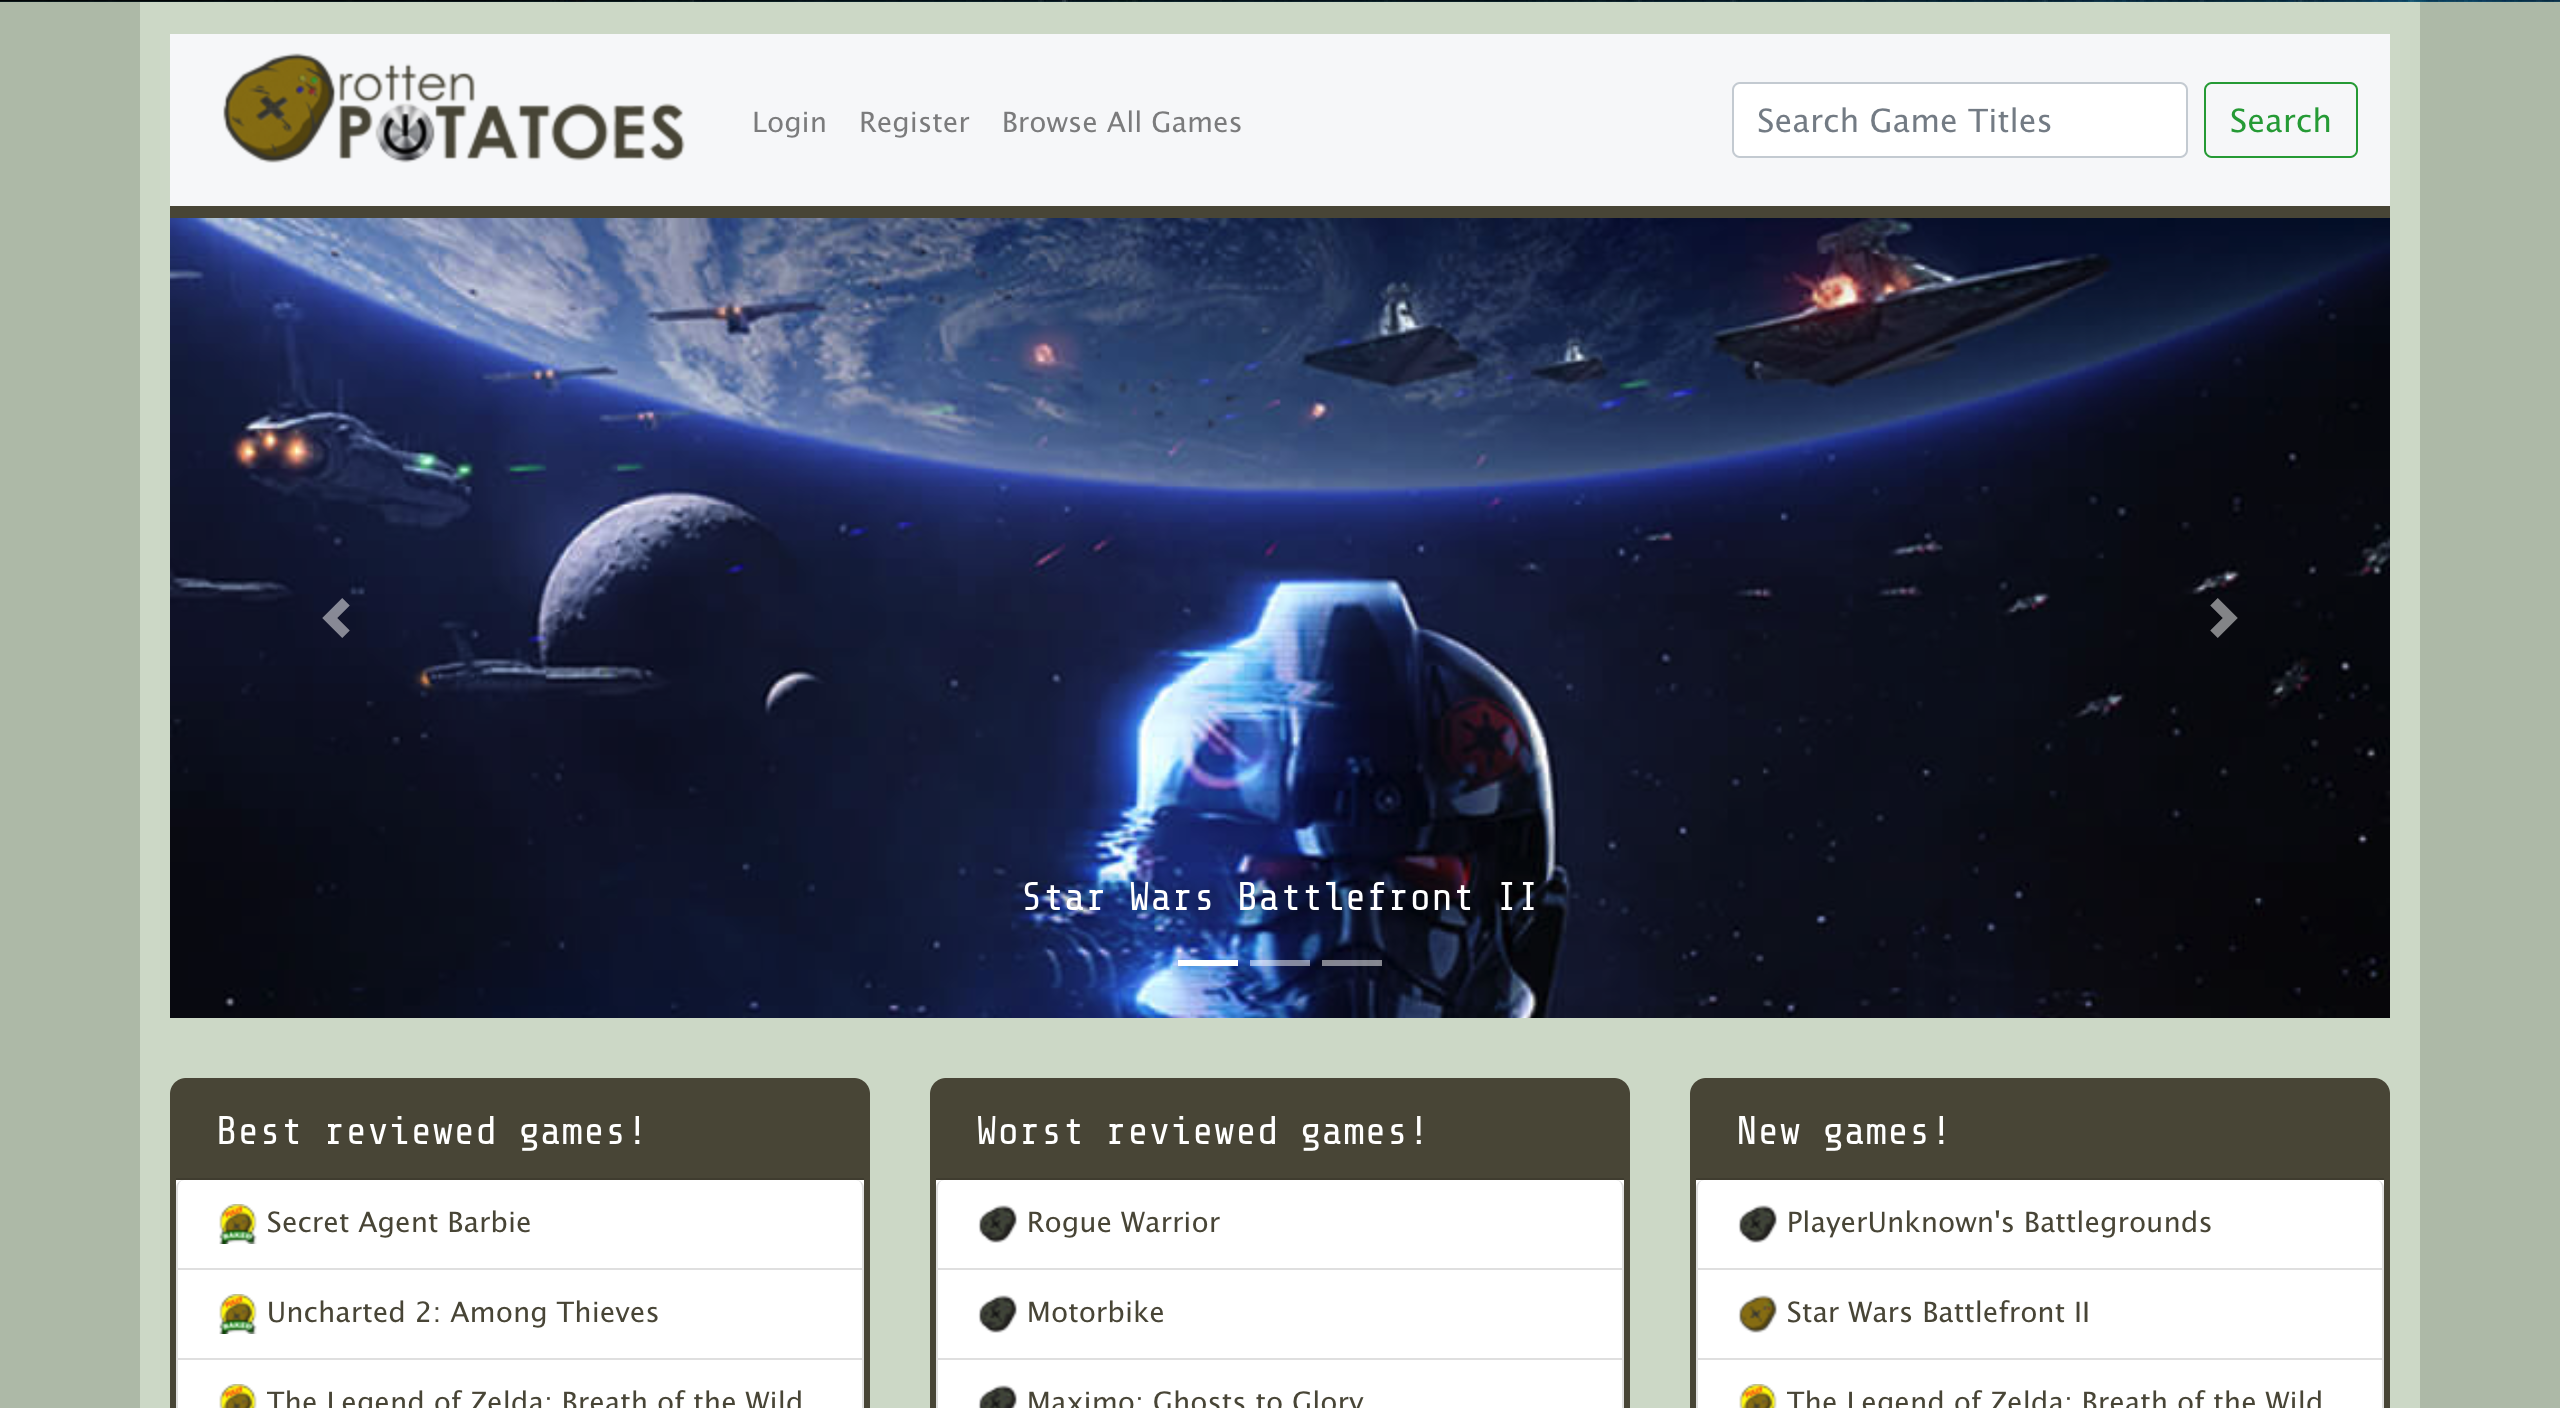 rotten
POTATOES
Login Register Browse All Games
Search Game Titles Search
Star Wars Battlefront II
Best reviewed games!
Secret Agent Barbie
Uncharted 2: Among Thieves
The Legend of Zelda: Breath of the Wild
Worst reviewed games!
Rogue Warrior
Motorbike
Maximo: Ghosts to Glory
New games!
PlayerUnknown's Battlegrounds
Star Wars Battlefront II
The Legend of Zelda: Breath of the Wild